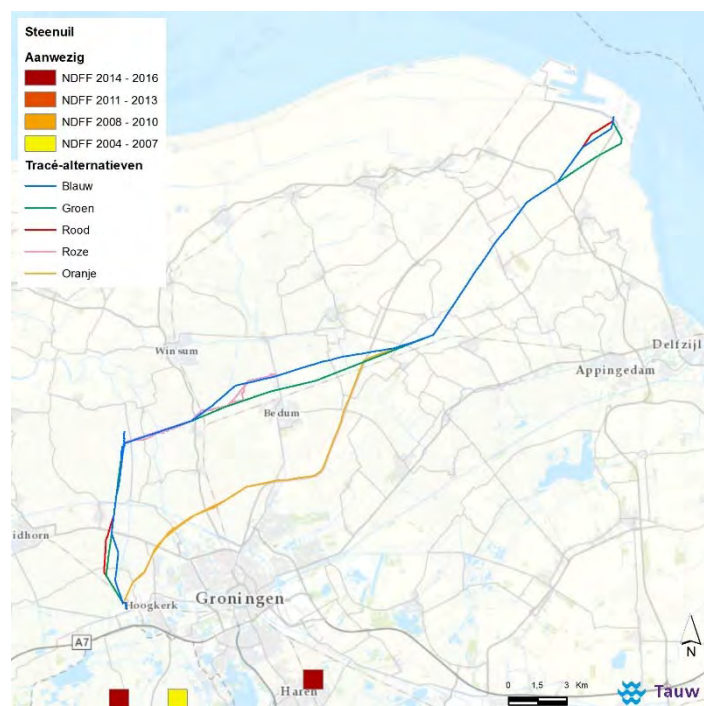 Steenuil
Aanwezig
NDFF 2014 - 2016
NDFF 2011 - 2013
NDFF 2008 - 2010
NDFF 2004 - 2007
Tracé-alternatieven
Blauw
Groen
Rood
Roze
Oranje
Winsum
Delfzijl
Appingedam
Bedum
idhorn
Hoogkerk
Groningen
A7
N
Haren
0 1,5 3 Km
Tauw